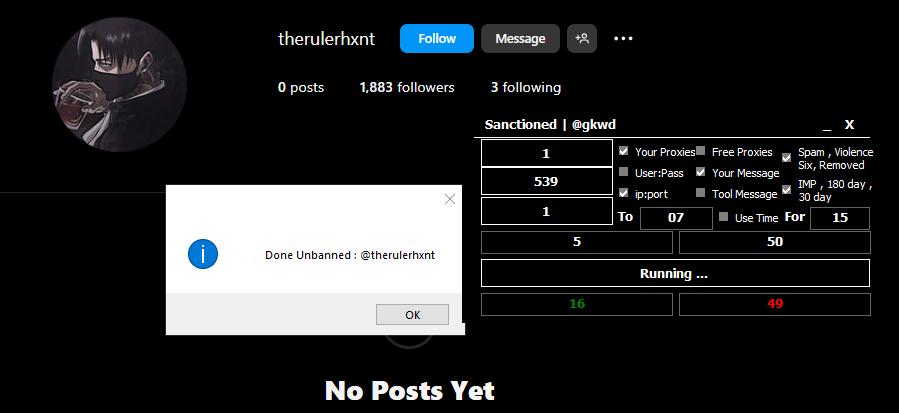 therulerhxnt Follow Message
0 posts 1,883 followers 3 following
Sanctioned | @gkwd _ X
1
539
1
Your Proxies Free Proxies
User:Pass Your Message
ip:port Tool Message
Spam , Violence
Six, Removed
IMP , 180 day ,
30 day
To 07 Use Time For 15
5 50
Running ...
16 49
Done Unbanned : @therulerhxnt
OK
No Posts Yet